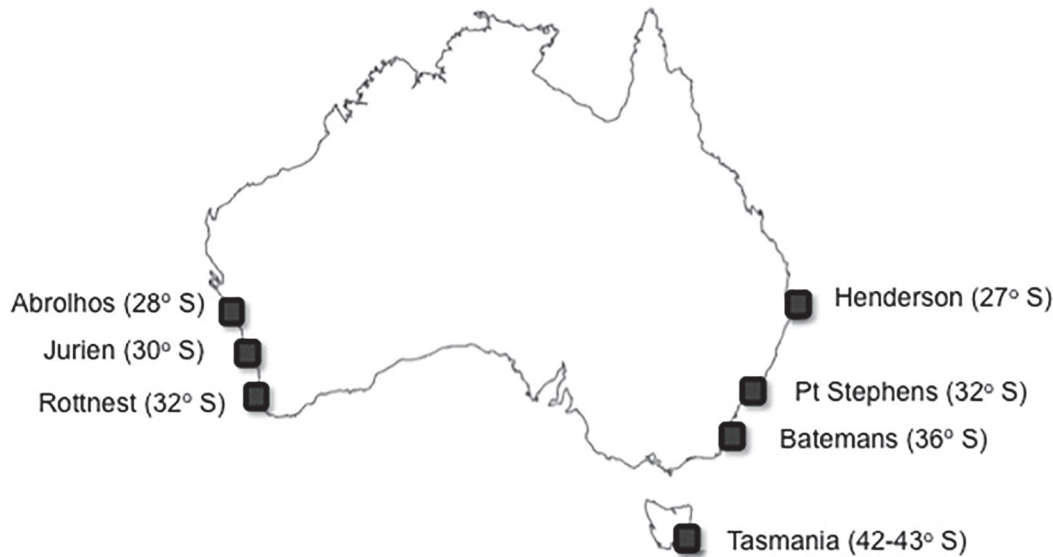 Abrolhos (28° S)
Henderson (27° S)
Jurien (30° S)
Rottnest (32° S)
Pt Stephens (32° S)
Batemans (36° S)
Tasmania (42-43° S)